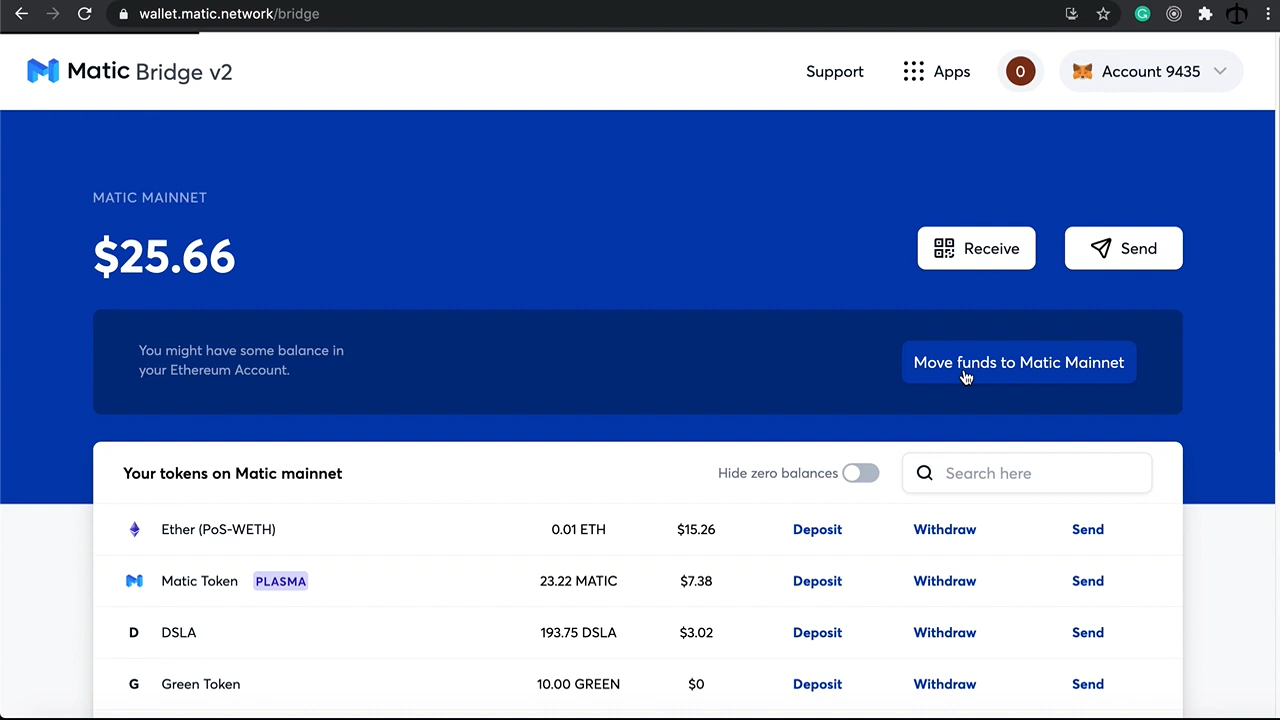 wallet.matic.network/bridge
Matic Bridge v2
Support
Apps
0
Account 9435
MATIC MAINNET
$25.66
Receive
Send
You might have some balance in
your Ethereum Account.
Move funds to Matic Mainnet
Your tokens on Matic mainnet
Hide zero balances
Search here
Ether (PoS-WETH) 0.01 ETH $15.26 Deposit Withdraw Send
Matic Token PLASMA 23.22 MATIC $7.38 Deposit Withdraw Send
D DSLA 193.75 DSLA $3.02 Deposit Withdraw Send
G Green Token 10.00 GREEN $0 Deposit Withdraw Send